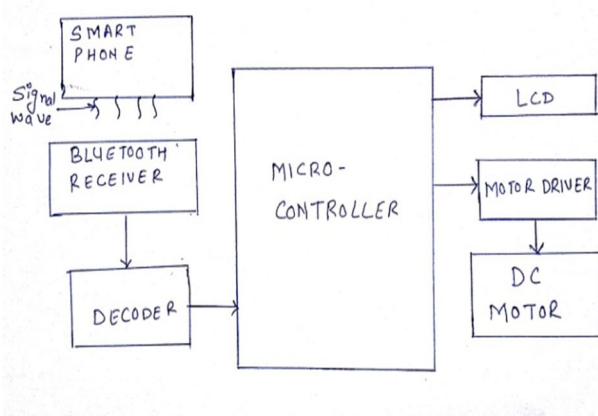 SMART
PHONE
Signal
wave
BLUETOOTH
RECEIVER
DECODER
MICRO-
CONTROLLER
LCD
MOTOR DRIVER
DC
MOTOR